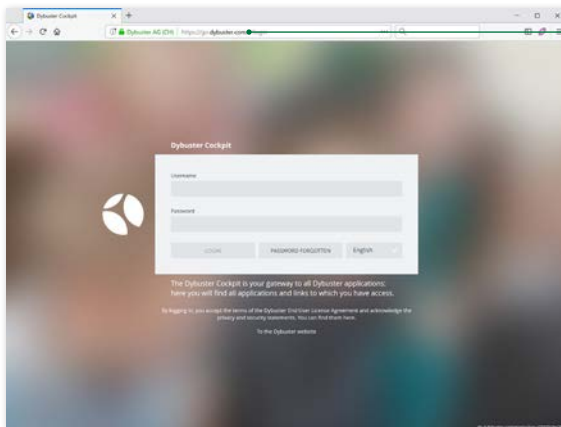 Dybuster Cockpit
Dybuster AG (CH) https://go.dybuster.com
Dybuster Cockpit
Username
Password
LOGIN PASSWORD FORGOTTEN English
The Dybuster Cockpit is your gateway to all Dybuster applications:
here you will find all applications and links to which you have access.
By logging in, you accept the terms of the Dybuster End User License Agreement and acknowledge the
privacy and security statements. You can find them here.
To the Dybuster website